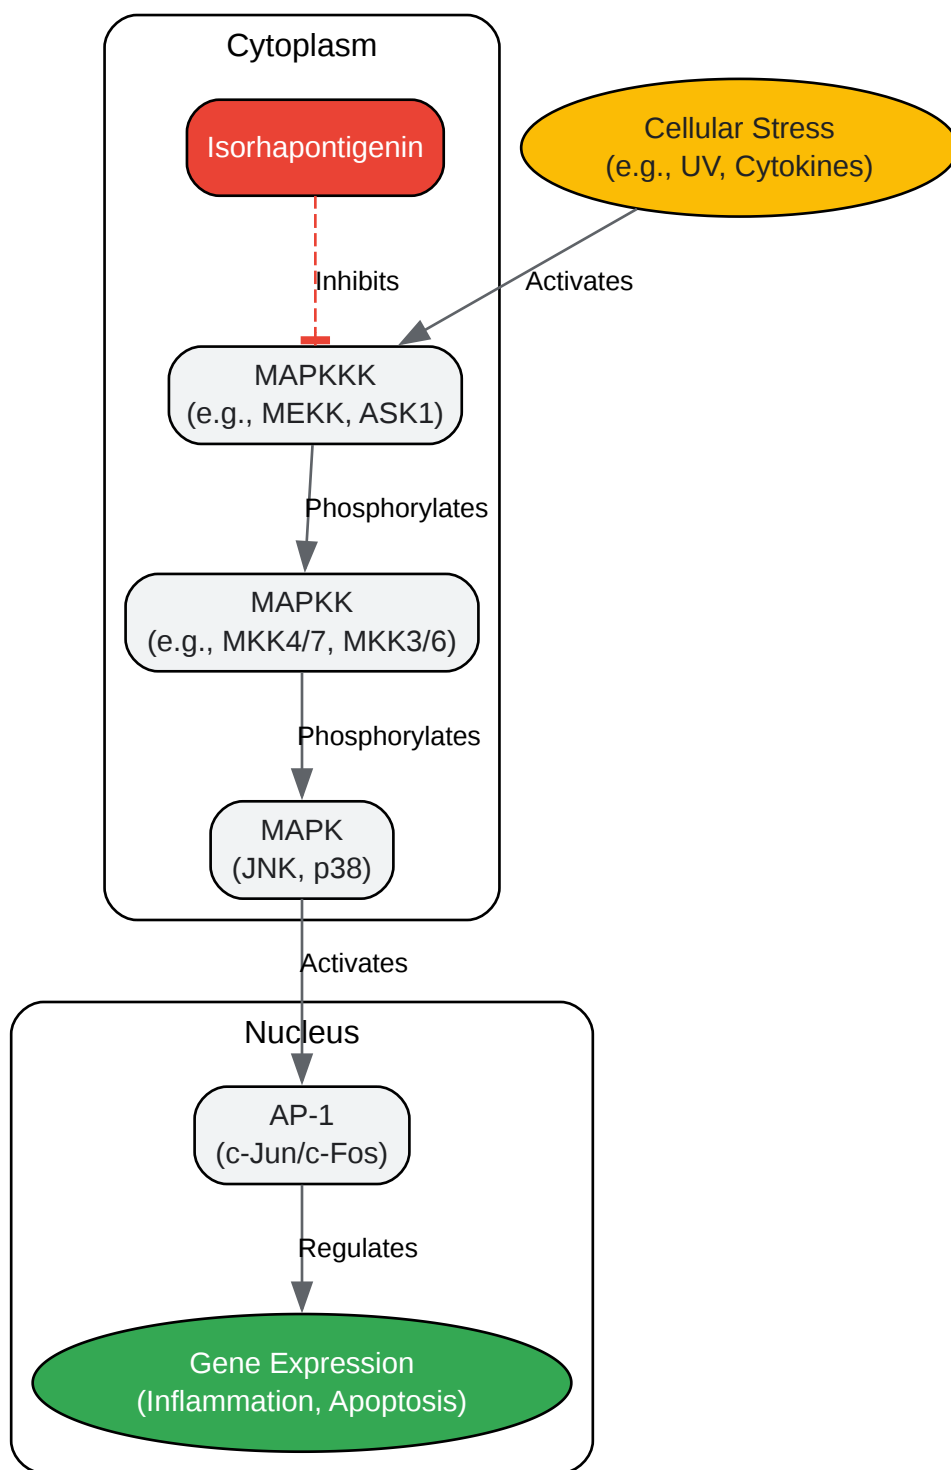 Cytoplasm
Isorhapontigenin
Cellular Stress
(e.g., UV, Cytokines)
Inhibits
Activates
MAPKKK
(e.g., MEKK, ASK1)
Phosphorylates
MAPKK
(e.g., MKK4/7, MKK3/6)
Phosphorylates
MAPK
(JNK, p38)
Activates
Nucleus
AP-1
(c-Jun/c-Fos)
Regulates
Gene Expression
(Inflammation, Apoptosis)